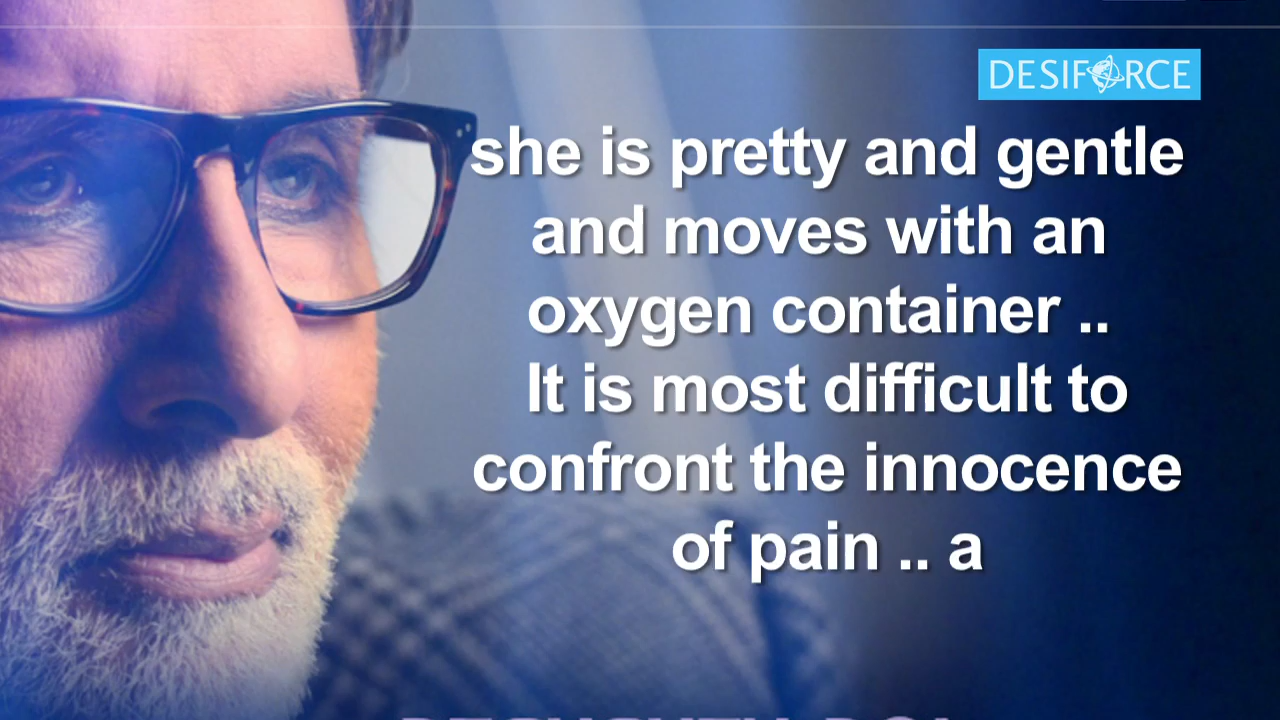 DESIFORCE
she is pretty and gentle
and moves with an
oxygen container ..
It is most difficult to
confront the innocence
of pain .. a